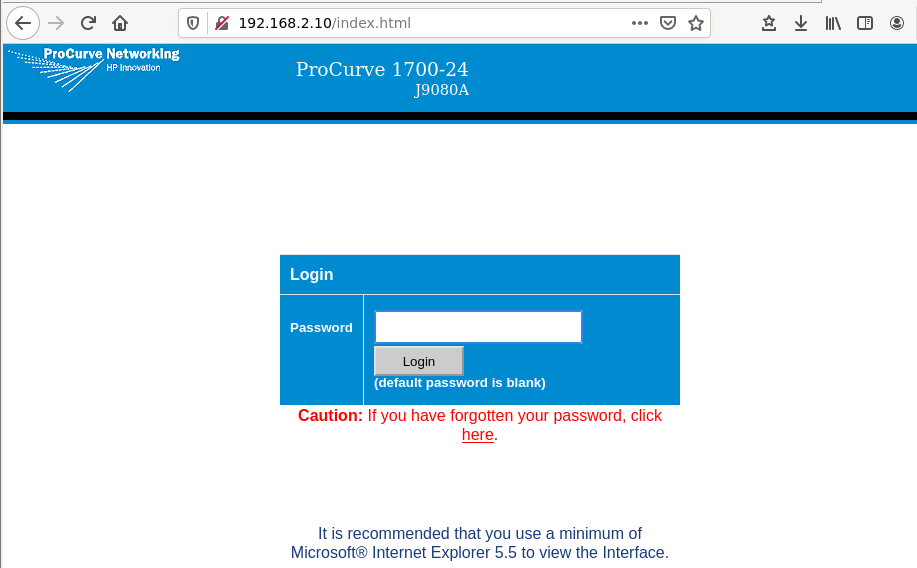 192.168.2.10/index.html
ProCurve Networking
HP Innovation
ProCurve 1700-24
J9080A
Login
Password
Login
(default password is blank)
Caution: If you have forgotten your password, click
here.
It is recommended that you use a minimum of
Microsoft® Internet Explorer 5.5 to view the Interface.